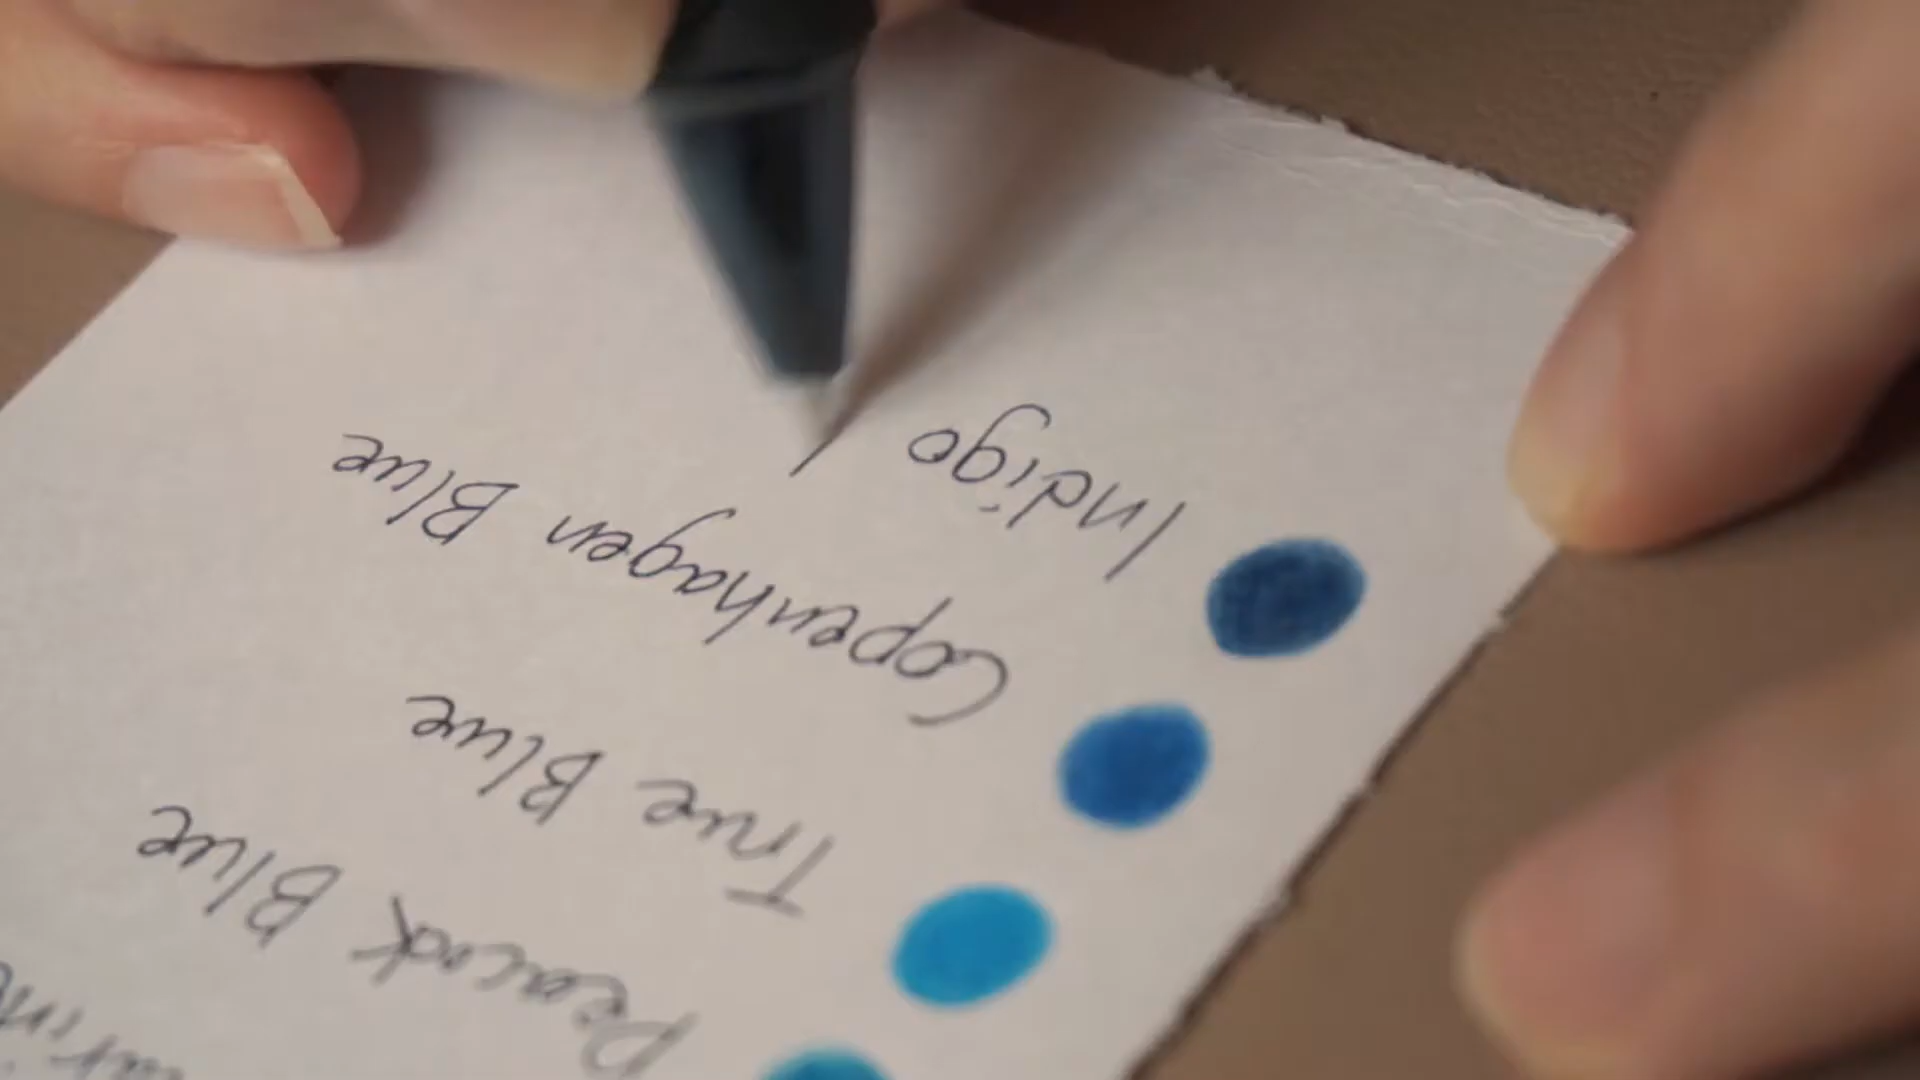 Peacock Blue
True Blue
Copenhagen Blue
Indigo